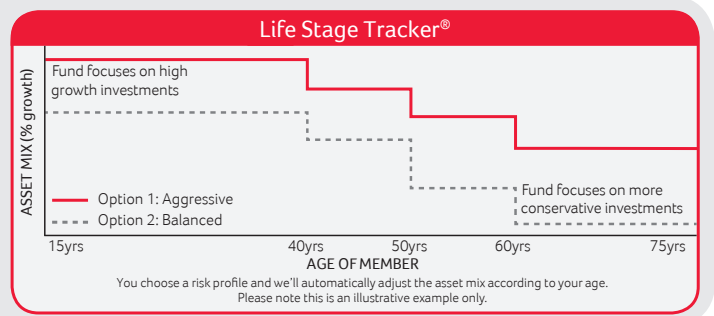 Life Stage Tracker®
ASSET MIX (% growth)
Fund focuses on high
growth investments
Option 1: Aggressive
Option 2: Balanced
Fund focuses on more
conservative investments
15yrs 40yrs 50yrs 60yrs 75yrs
AGE OF MEMBER
You choose a risk profile and we'll automatically adjust the asset mix according to your age.
Please note this is an illustrative example only.